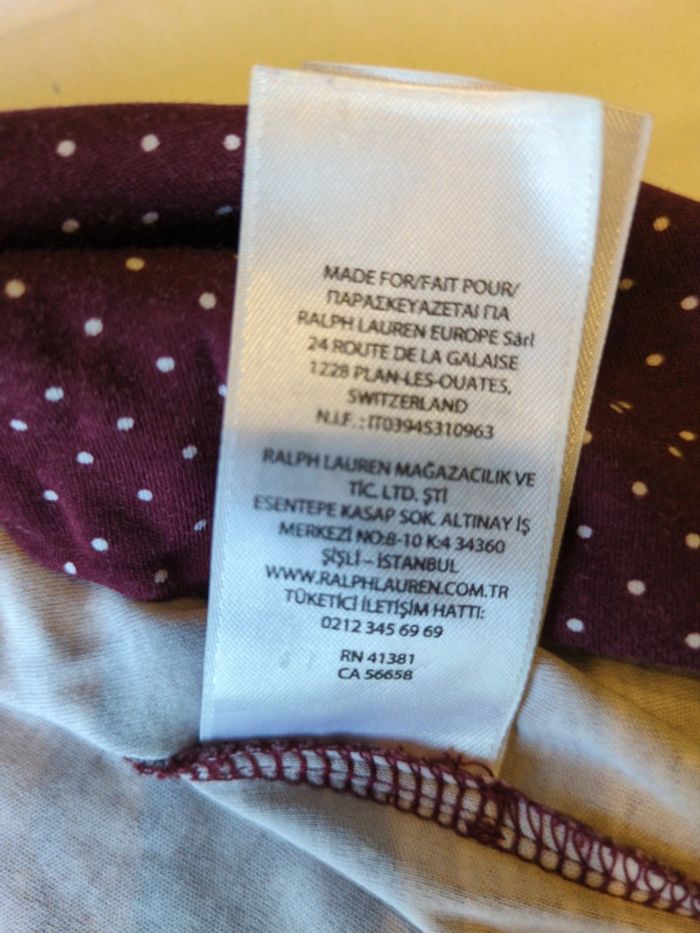 MADE FOR/FAIT POUR/
ΠΑΡΑΣΚΕΥΑΖΕΤΑΙ ΓΙΑ
RALPH LAUREN EUROPE Sàrl
24 ROUTE DE LA GALAISE
1228 PLAN-LES-OUATES,
SWITZERLAND
N.I.F. : IT03945310963
RALPH LAUREN MAĞAZACILIK VE
TİC. LTD. ŞTİ
ESENTEPE KASAP SOK. ALTINAY İŞ
MERKEZİ NO:8-10 K:4 34360
ŞİŞLİ – İSTANBUL
WWW.RALPHLAUREN.COM.TR
TÜKETİCİ İLETİŞİM HATTI:
0212 345 69 69
RN 41381
CA 56658